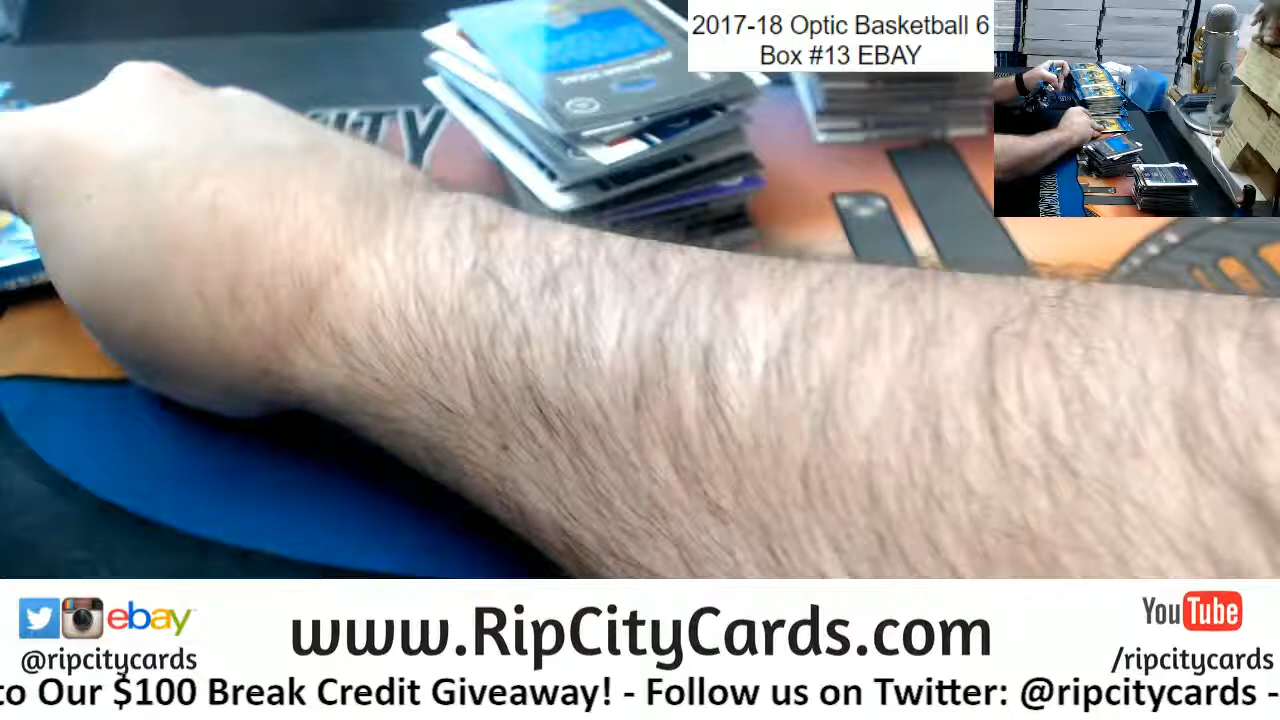 2017-18 Optic Basketball 6
Box #13 EBAY
ebay
@ripcitycards
www.RipCityCards.com
YouTube
/ripcitycards
to Our $100 Break Credit Giveaway! - Follow us on Twitter: @ripcitycards -